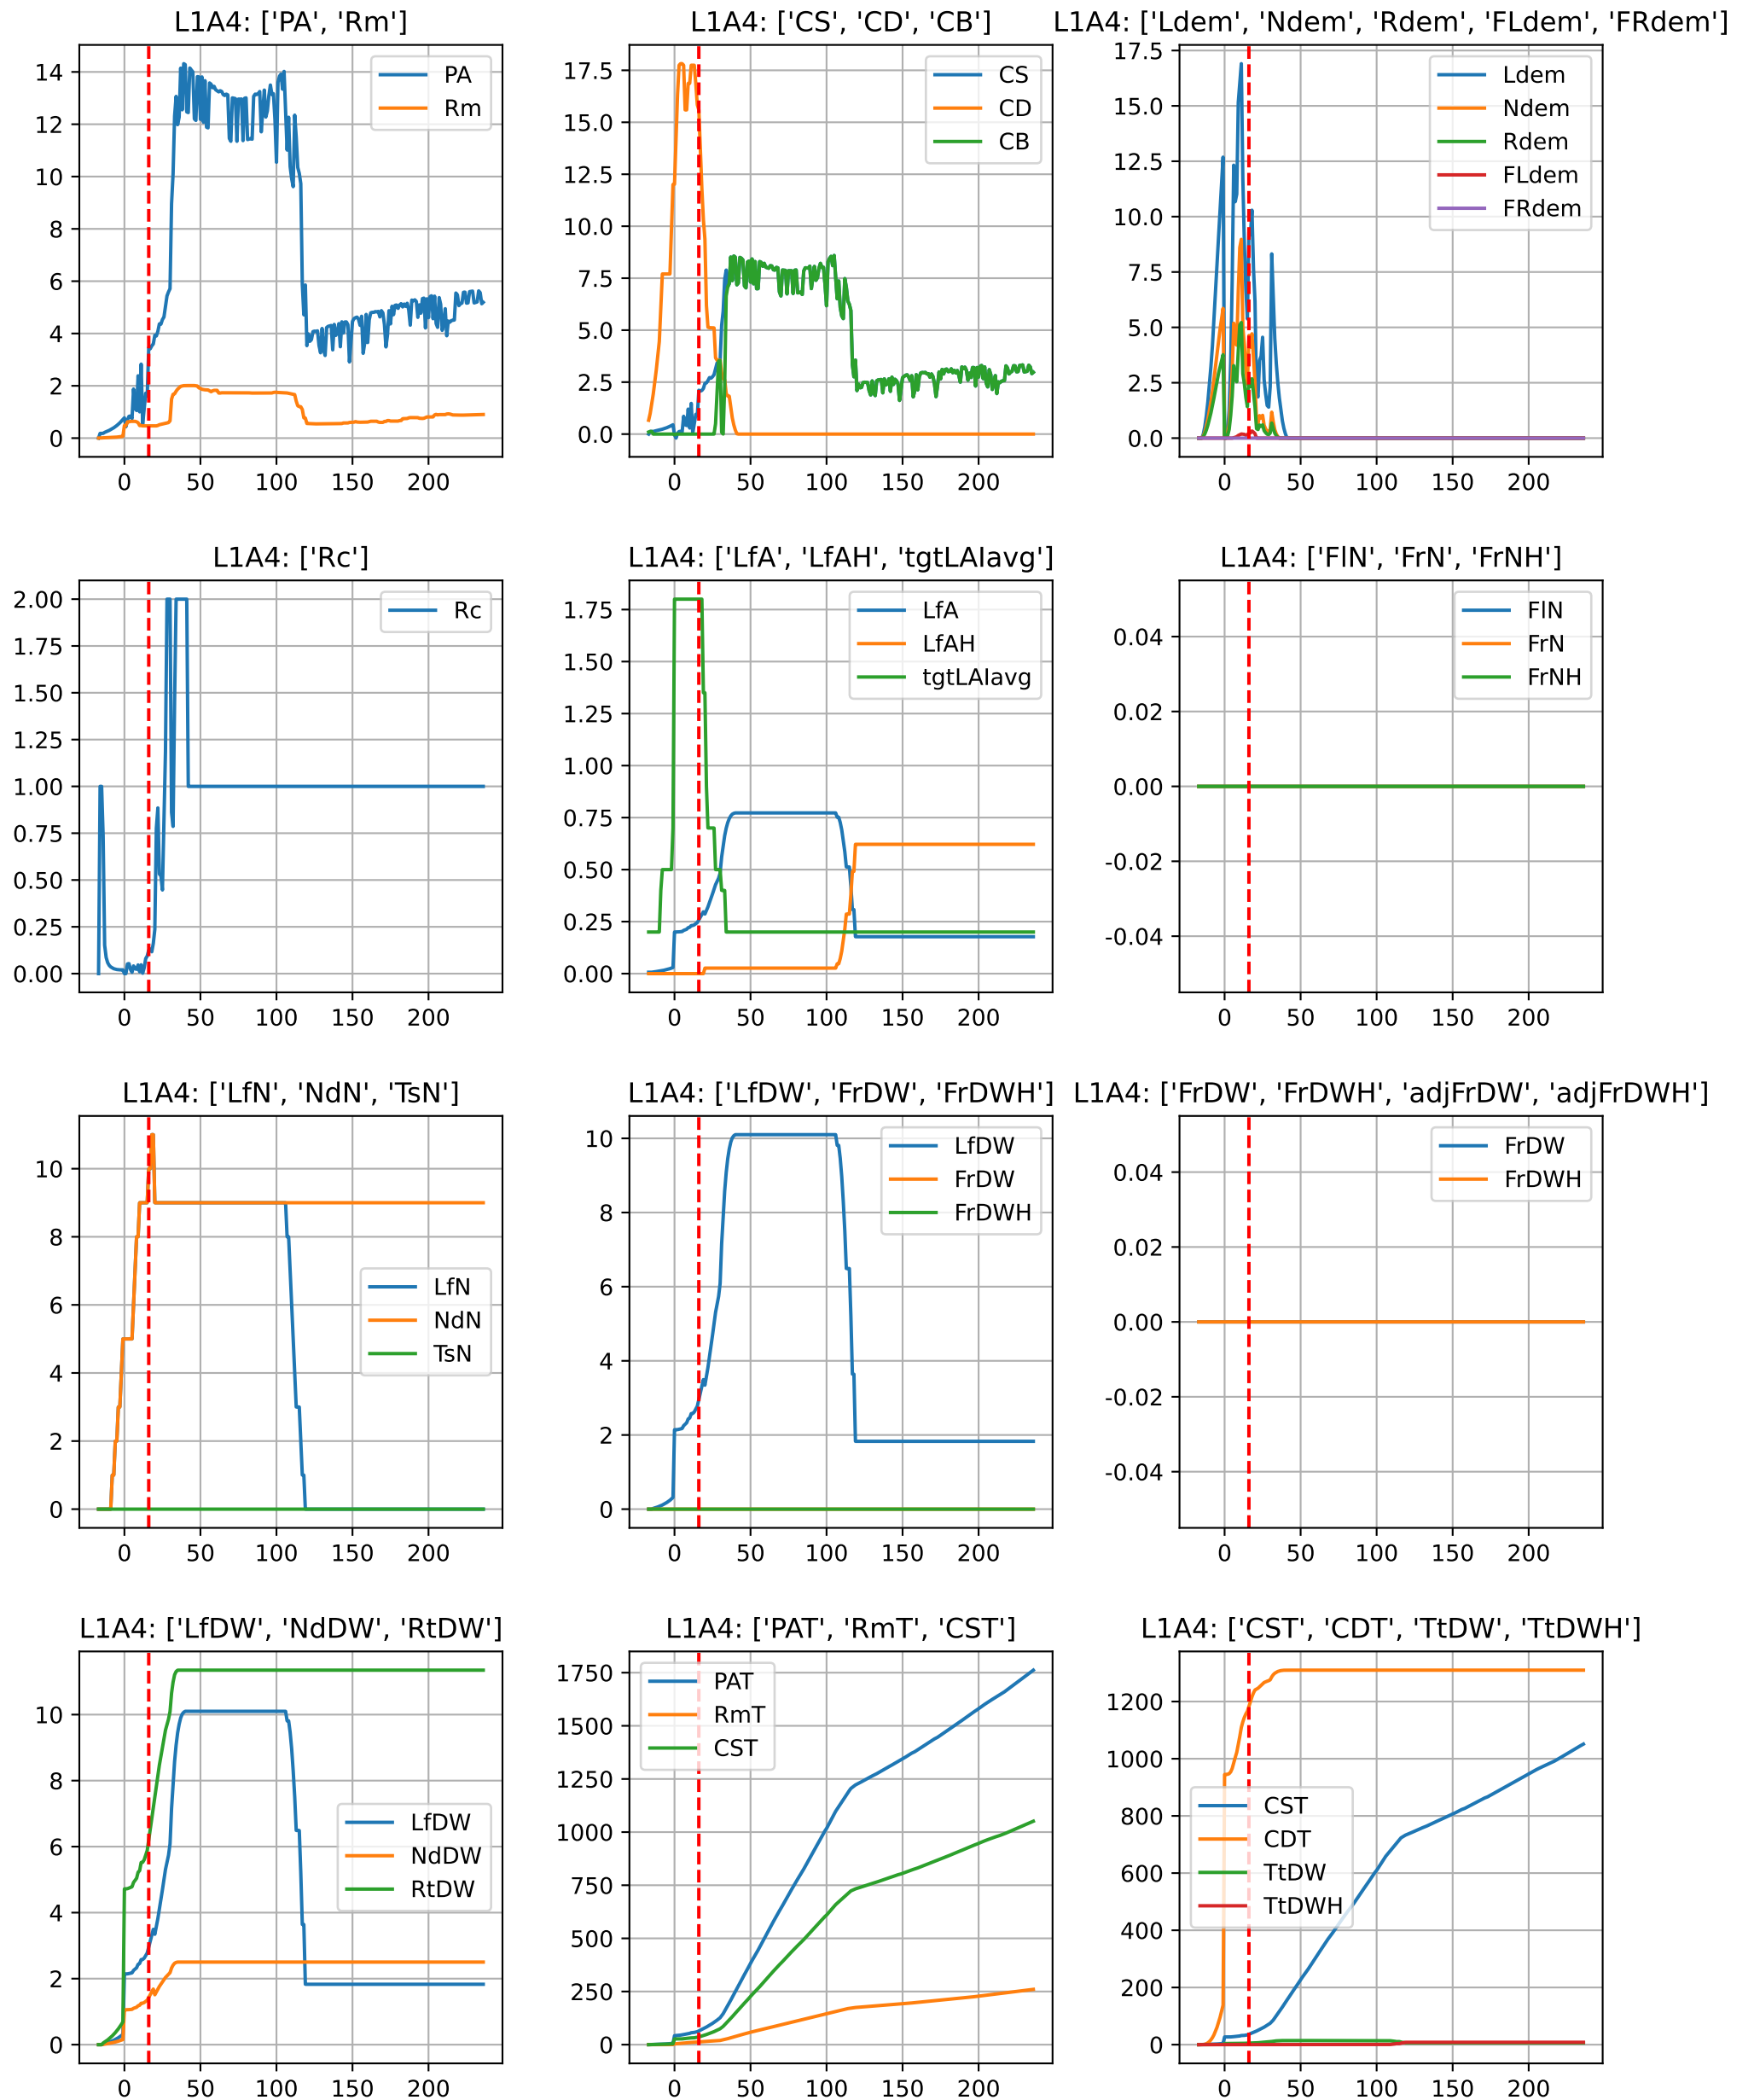 L1A4: ['PA', 'Rm']
14
12
10
8
6
4
2
0
0 50 100 150 200
PA
Rm
L1A4: ['CS', 'CD', 'CB']
17.5
15.0
12.5
10.0
7.5
5.0
2.5
0.0
0 50 100 150 200
CS
CD
CB
L1A4: ['Ldem', 'Ndem', 'Rdem', 'FLdem', 'FRdem']
17.5
15.0
12.5
10.0
7.5
5.0
2.5
0.0
0 50 100 150 200
Ldem
Ndem
Rdem
FLdem
FRdem
L1A4: ['Rc']
2.00
1.75
1.50
1.25
1.00
0.75
0.50
0.25
0.00
0 50 100 150 200
Rc
L1A4: ['LfA', 'LfAH', 'tgtLAIavg']
1.75
1.50
1.25
1.00
0.75
0.50
0.25
0.00
0 50 100 150 200
LfA
LfAH
tgtLAIavg
L1A4: ['FlN', 'FrN', 'FrNH']
0.04
0.02
0.00
-0.02
-0.04
0 50 100 150 200
FlN
FrN
FrNH
L1A4: ['LfN', 'NdN', 'TsN']
10
8
6
4
2
0
0 50 100 150 200
LfN
NdN
TsN
L1A4: ['LfDW', 'FrDW', 'FrDWH']
10
8
6
4
2
0
0 50 100 150 200
LfDW
FrDW
FrDWH
L1A4: ['FrDW', 'FrDWH', 'adjFrDW', 'adjFrDWH']
0.04
0.02
0.00
-0.02
-0.04
0 50 100 150 200
FrDW
FrDWH
L1A4: ['LfDW', 'NdDW', 'RtDW']
10
8
6
4
2
0
0 50 100 150 200
LfDW
NdDW
RtDW
L1A4: ['PAT', 'RmT', 'CST']
1750
1500
1250
1000
750
500
250
0
0 50 100 150 200
PAT
RmT
CST
L1A4: ['CST', 'CDT', 'TtDW', 'TtDWH']
1200
1000
800
600
400
200
0
0 50 100 150 200
CST
CDT
TtDW
TtDWH